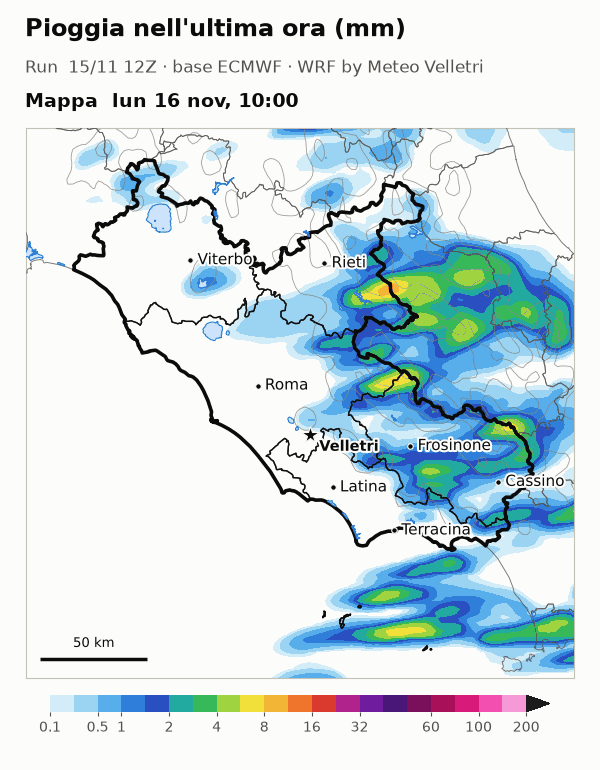 Pioggia nell'ultima ora (mm)
Run  15/11 12Z · base ECMWF · WRF by Meteo Velletri
Mappa  lun 16 nov, 10:00
Viterbo
Rieti
Roma
Velletri
Frosinone
Latina
Cassino
Terracina
50 km
0.1 0.5 1 2 4 8 16 32 60 100 200